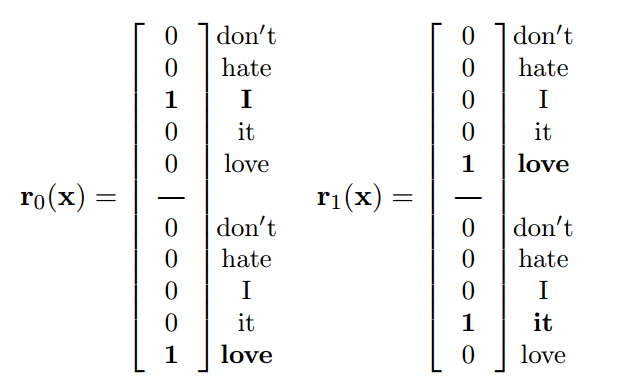 0 don't 0 don't
0 hate 0 hate
1 I 0 I
0 it 0 it
0 love 1 love
r₀(x) = — r₁(x) = —
0 don't 0 don't
0 hate 0 hate
0 I 0 I
0 it 1 it
1 love 0 love